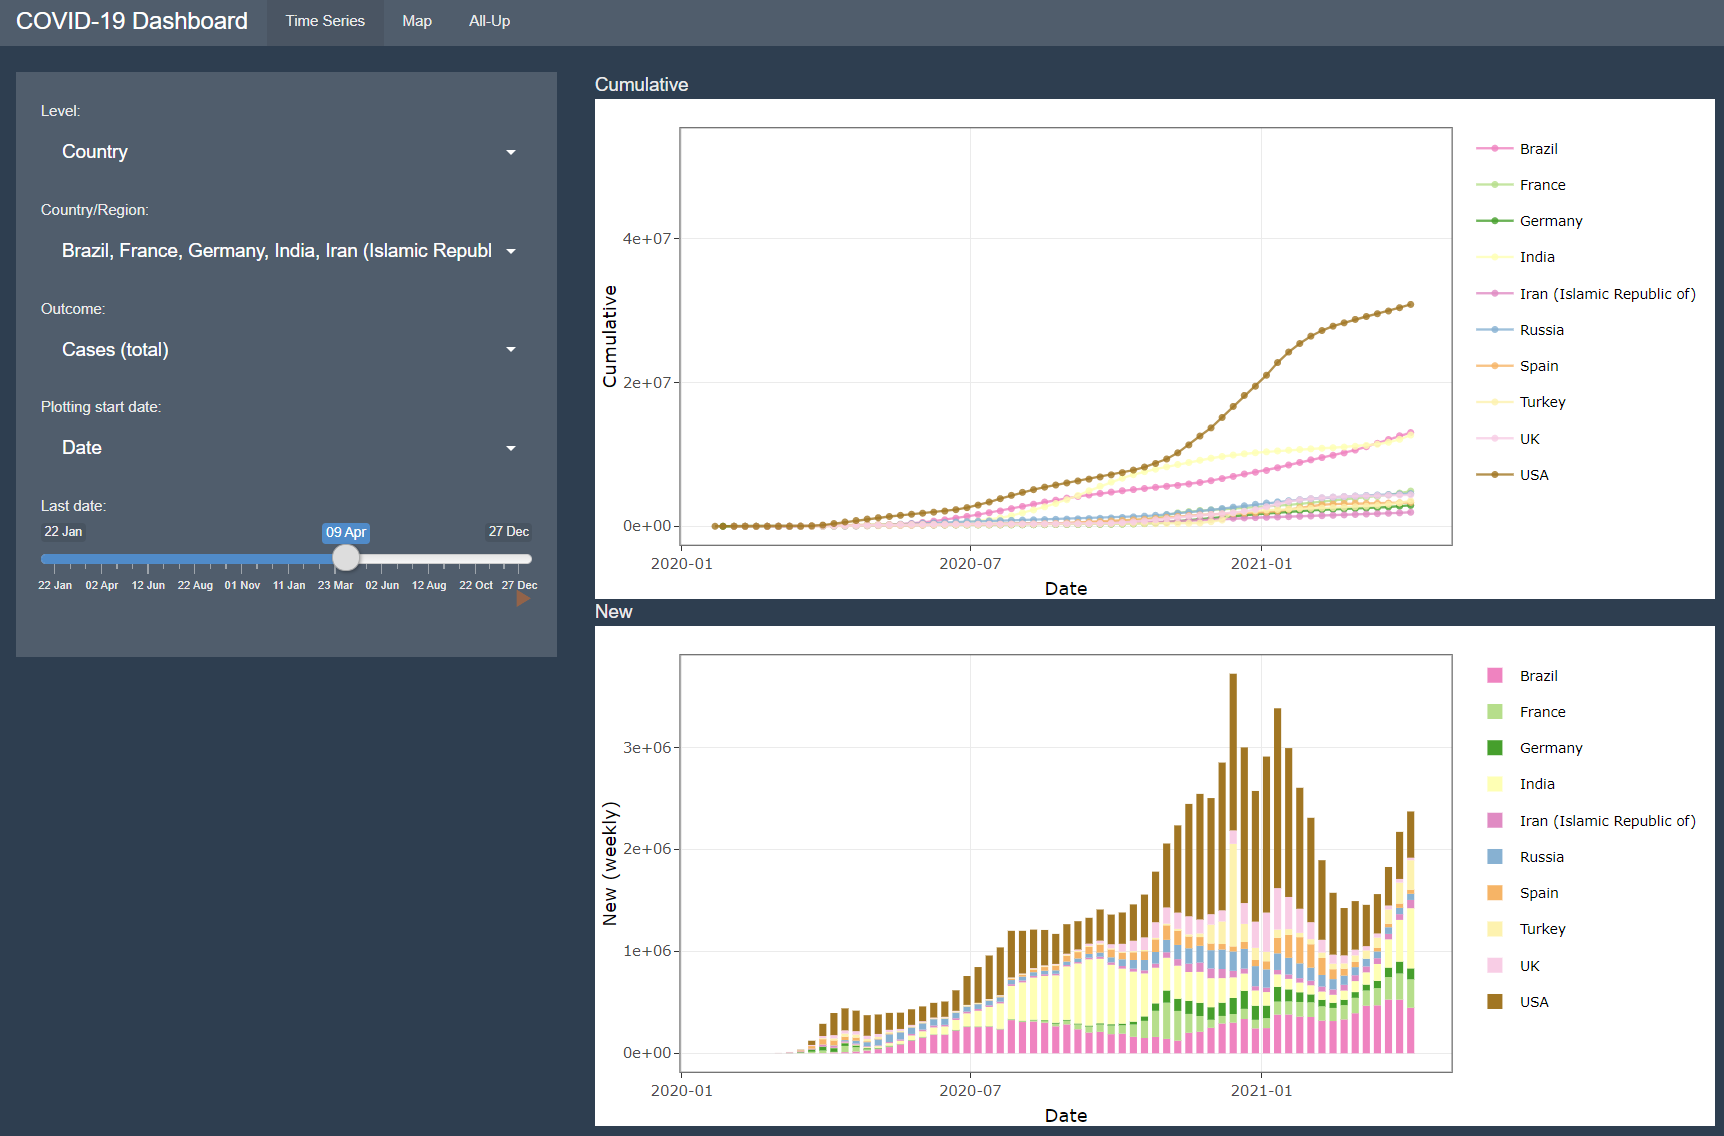 COVID-19 Dashboard Time Series Map All-Up
Level:
Country
Country/Region:
Brazil, France, Germany, India, Iran (Islamic Republ
Outcome:
Cases (total)
Plotting start date:
Date
Last date:
22 Jan 09 Apr 27 Dec
22 Jan 02 Apr 12 Jun 22 Aug 01 Nov 11 Jan 23 Mar 02 Jun 12 Aug 22 Oct 27 Dec
Cumulative
Cumulative
4e+07
2e+07
0e+00
2020-01 2020-07 2021-01
Date
Brazil
France
Germany
India
Iran (Islamic Republic of)
Russia
Spain
Turkey
UK
USA
New
New (weekly)
3e+06
2e+06
1e+06
0e+00
2020-01 2020-07 2021-01
Date
Brazil
France
Germany
India
Iran (Islamic Republic of)
Russia
Spain
Turkey
UK
USA